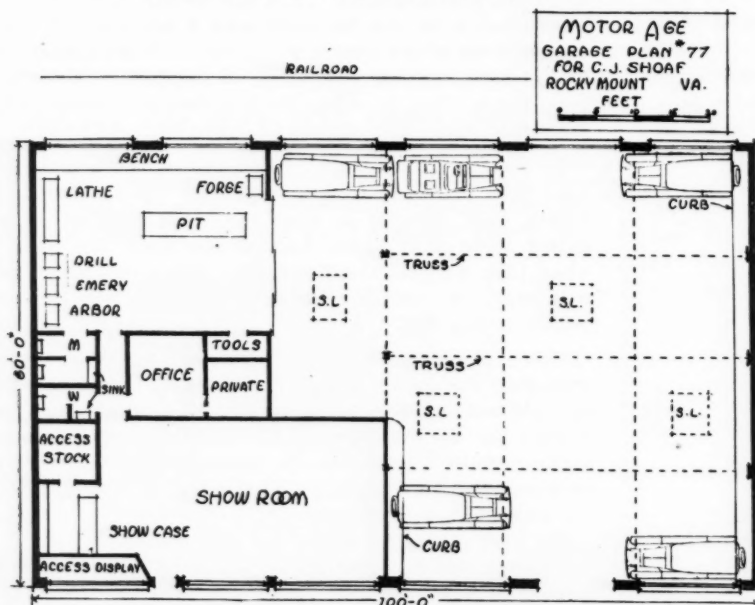 MOTOR AGE
GARAGE PLAN #77
FOR C.J. SHOAF
ROCKY MOUNT VA.
FEET
RAILROAD
BENCH
LATHE
FORGE
PIT
CURB
DRILL
TRUSS
EMERY
S.L
S.L.
ARBOR
80'-0"
M
TOOLS
SINK
OFFICE
TRUSS
PRIVATE
W
S.L
S.L.
ACCESS
STOCK
SHOW ROOM
SHOW CASE
CURB
ACCESS DISPLAY
100'-0"